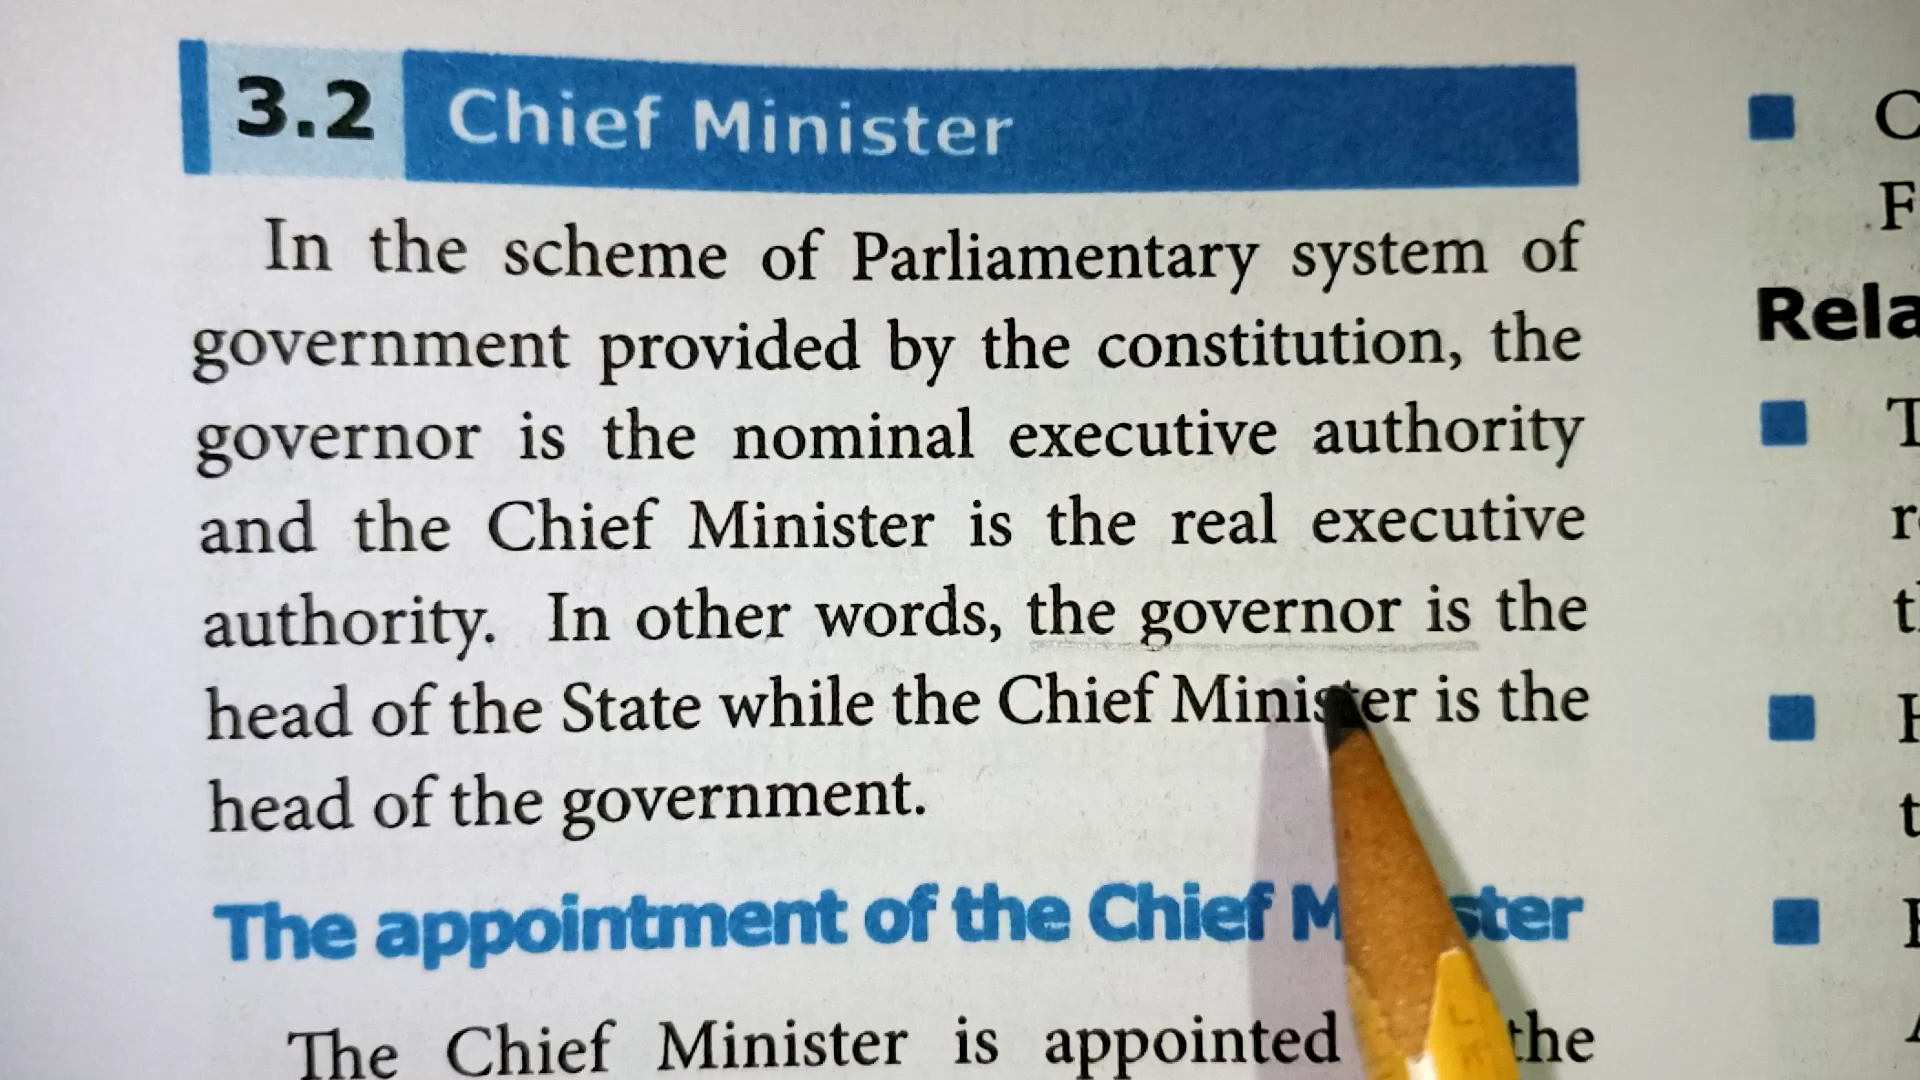 3.2 Chief Minister
In the scheme of Parliamentary system of
government provided by the constitution, the
governor is the nominal executive authority
and the Chief Minister is the real executive
authority. In other words, the governor is the
head of the State while the Chief Minister is the
head of the government.
The appointment of the Chief Minister
The Chief Minister is appointed the
Rela